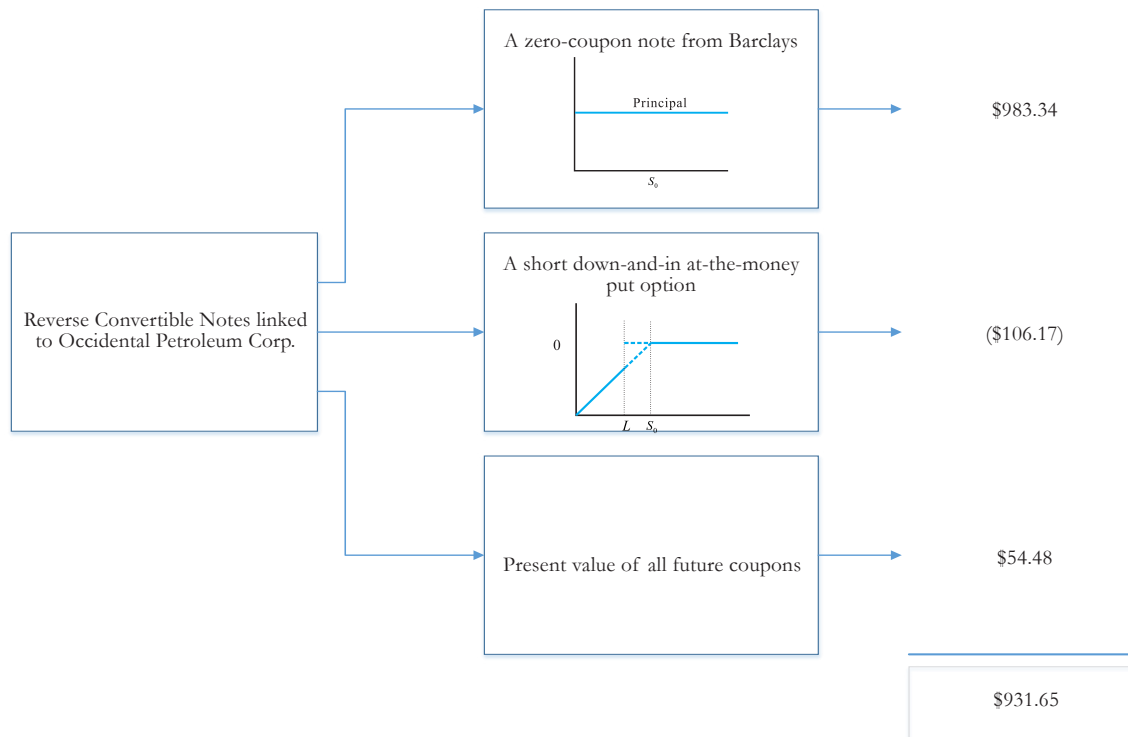 Reverse Convertible Notes linked
to Occidental Petroleum Corp.
A zero-coupon note from Barclays
Principal
S₀
$983.34
A short down-and-in at-the-money
put option
0
L S₀
($106.17)
Present value of all future coupons
$54.48
$931.65